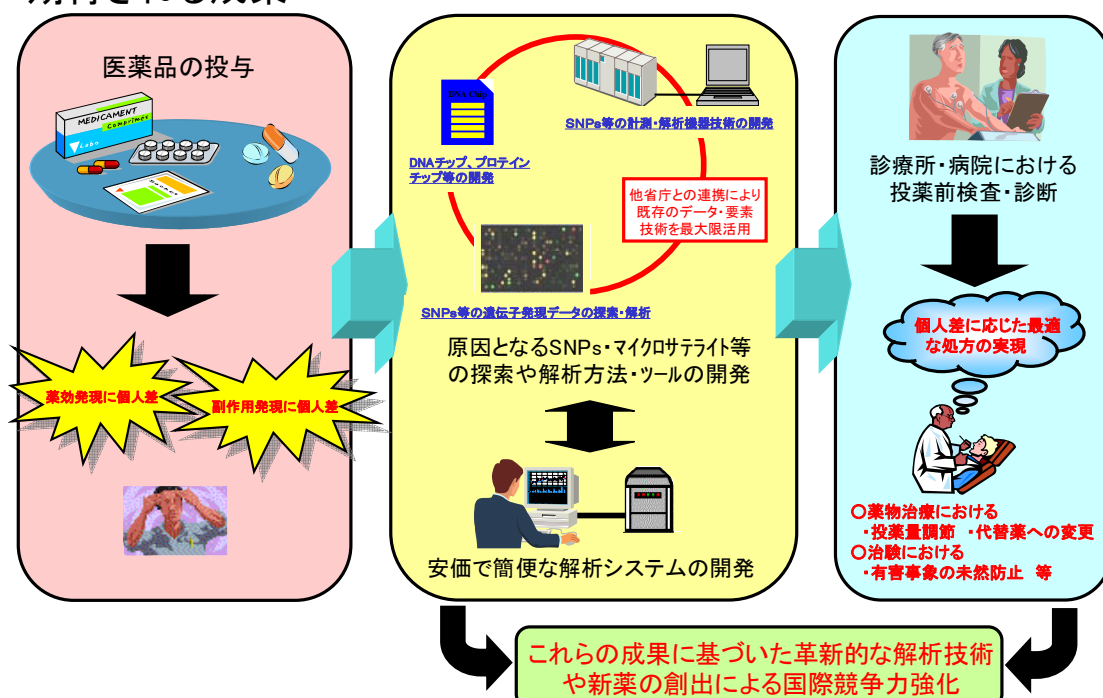 期待される成果
医薬品の投与
MEDICAMENT
Comprimés
Labo
薬効発現に個人差
副作用発現に個人差
DNA Chip
SNPs等の計測・解析機器技術の開発
DNAチップ、プロテイン
チップ等の開発
他省庁との連携により
既存のデータ・要素
技術を最大限活用
SNPs等の遺伝子発現データの探索・解析
原因となるSNPs・マイクロサテライト等
の探索や解析方法・ツールの開発
安価で簡便な解析システムの開発
診療所・病院における
投薬前検査・診断
個人差に応じた最適
な処方の実現
○薬物治療における
・投薬量調節 ・代替薬への変更
○治験における
・有害事象の未然防止 等
これらの成果に基づいた革新的な解析技術
や新薬の創出による国際競争力強化